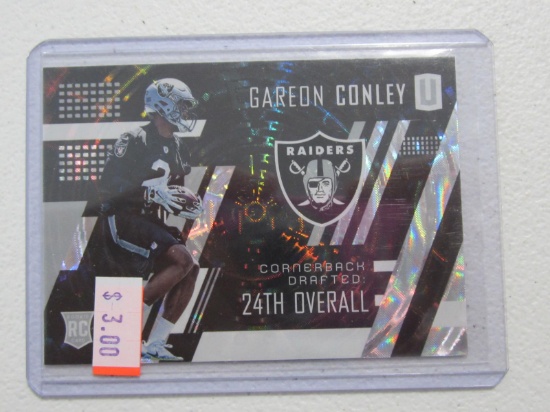 GAREON CONLEY U
RAIDERS
CORNERBACK
DRAFTED:
24TH OVERALL
RC
$ 3.00